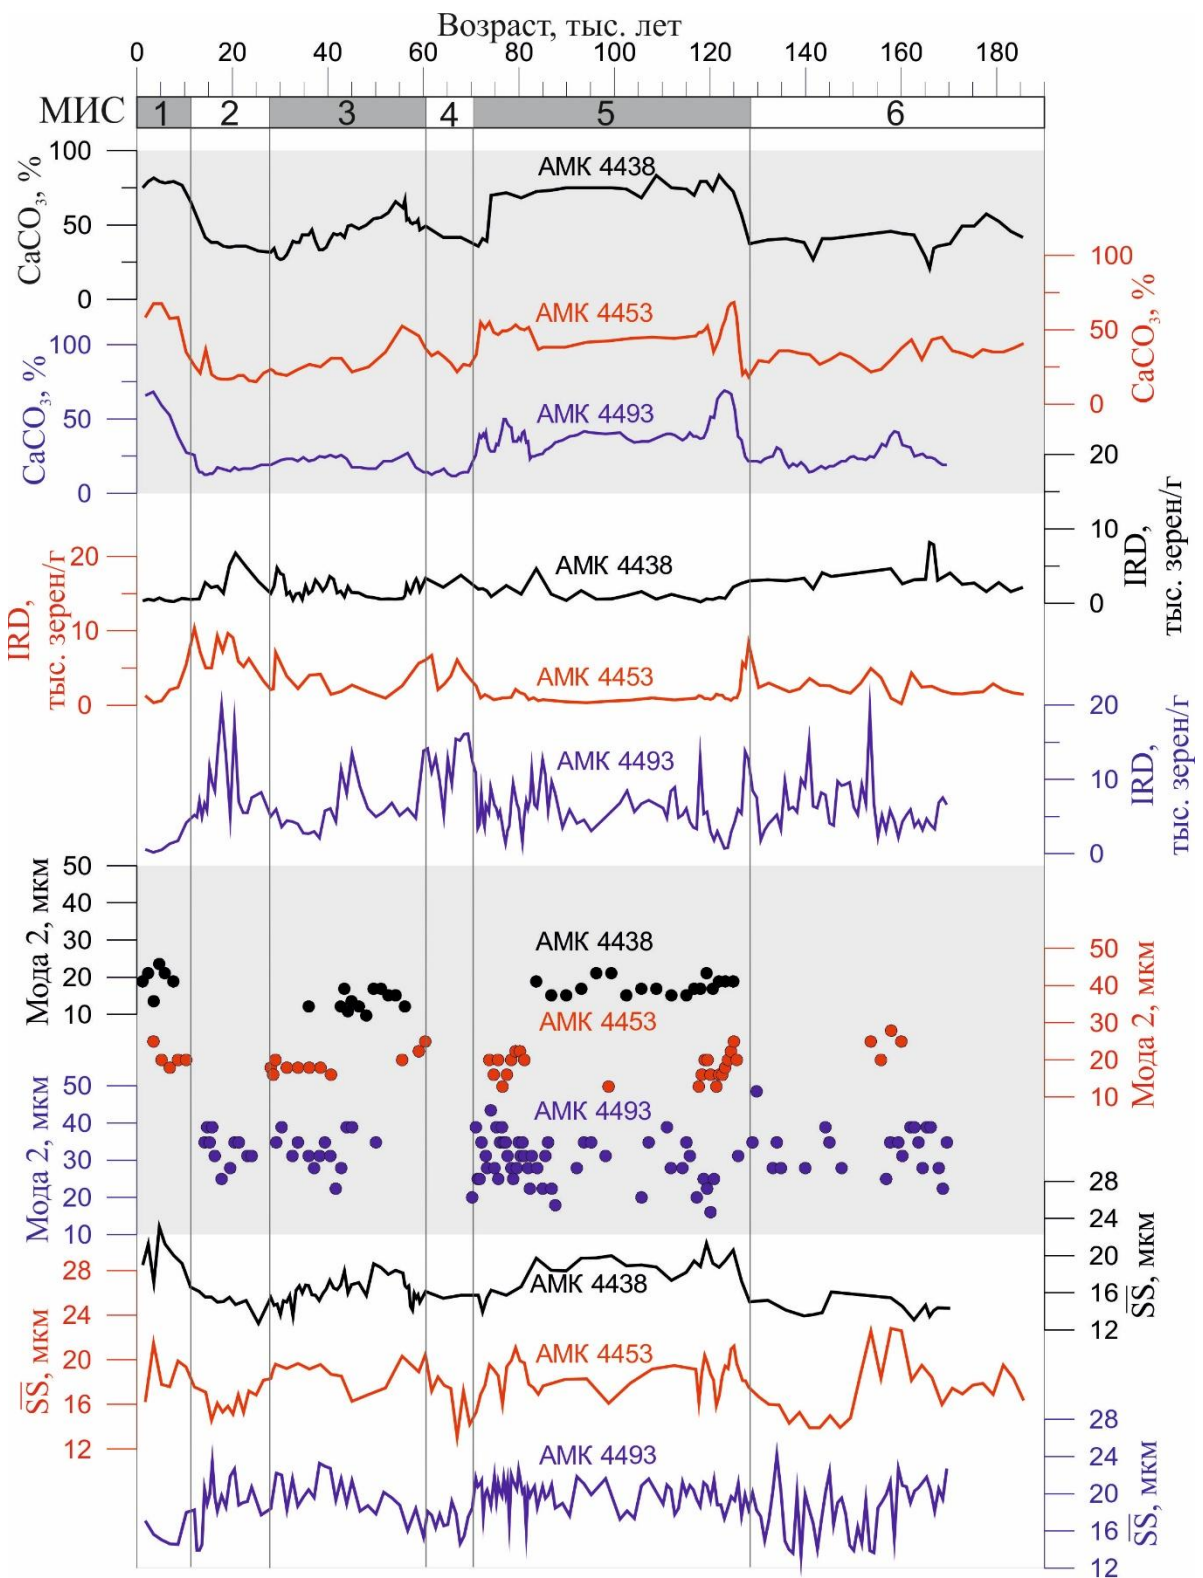 Возраст, тыс. лет
0 20 40 60 80 100 120 140 160 180
МИС 1 2 3 4 5 6
CaCO₃, %
100
50
0
АМК 4438
CaCO₃, %
100
50
0
АМК 4453
CaCO₃, %
100
50
0
АМК 4493
IRD,
тыс. зерен/г
20
10
0
АМК 4438
IRD,
тыс. зерен/г
20
10
0
АМК 4453
IRD,
тыс. зерен/г
20
10
0
АМК 4493
Мода 2, мкм
50
40
30
20
10
АМК 4438
Мода 2, мкм
50
40
30
20
10
АМК 4453
Мода 2, мкм
50
40
30
20
10
АМК 4493
S̅S̅, мкм
28
24
20
16
12
АМК 4438
S̅S̅, мкм
28
24
20
16
12
АМК 4453
S̅S̅, мкм
28
24
20
16
12
АМК 4493